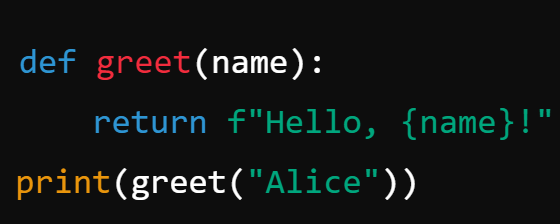 def greet(name):
    return f"Hello, {name}!"
print(greet("Alice"))